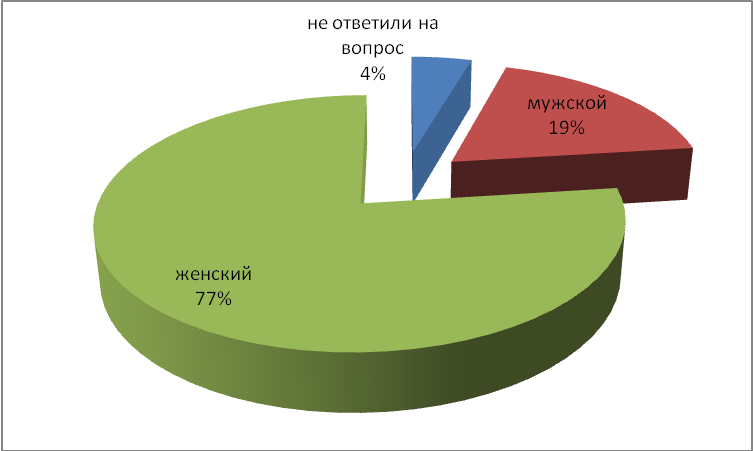 не ответили на
вопрос
4%
мужской
19%
женский
77%